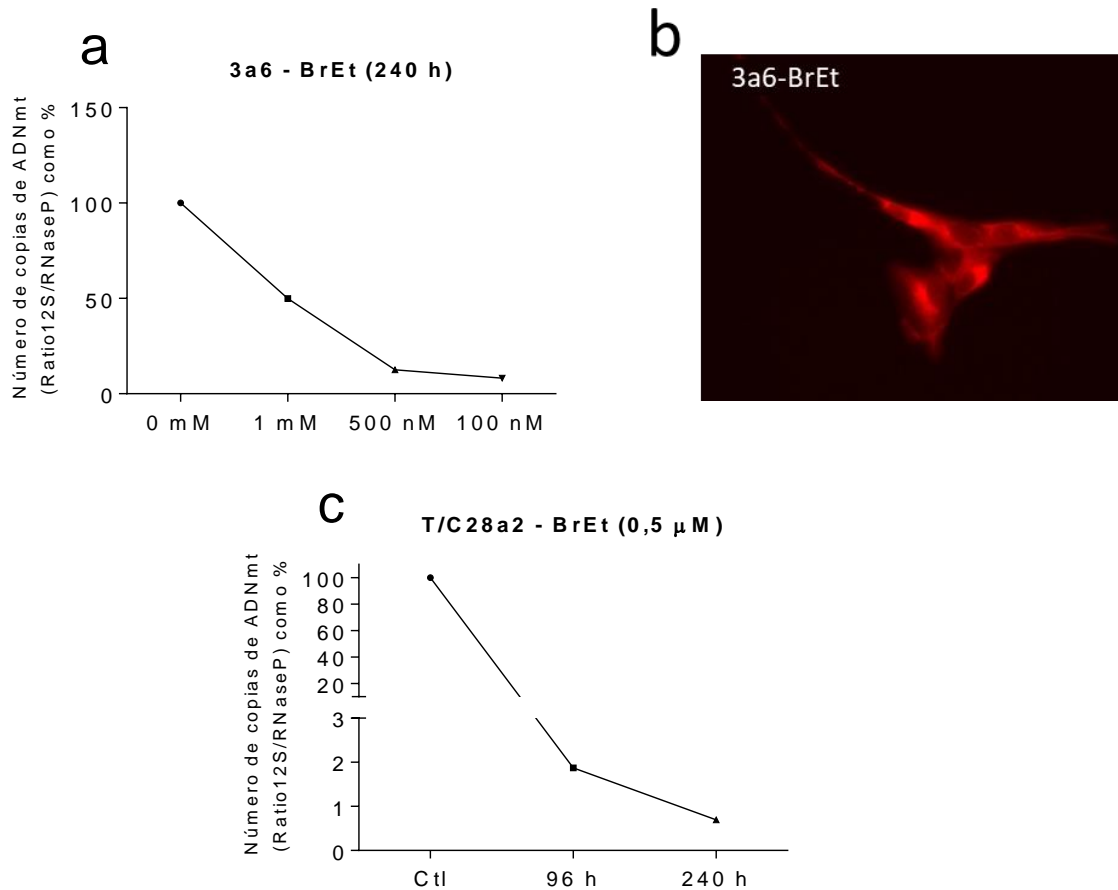 a
3a6 - BrEt (240 h)
Número de copias de ADNmt
(Ratio12S/RNaseP) como %
150
100
50
0
0 mM
1 mM
500 nM
100 nM
b
3a6-BrEt
c
T/C28a2 - BrEt (0,5 μM)
Número de copias de ADNmt
(Ratio12S/RNaseP) como %
100
80
60
40
20
3
2
1
0
Ctl
96 h
240 h